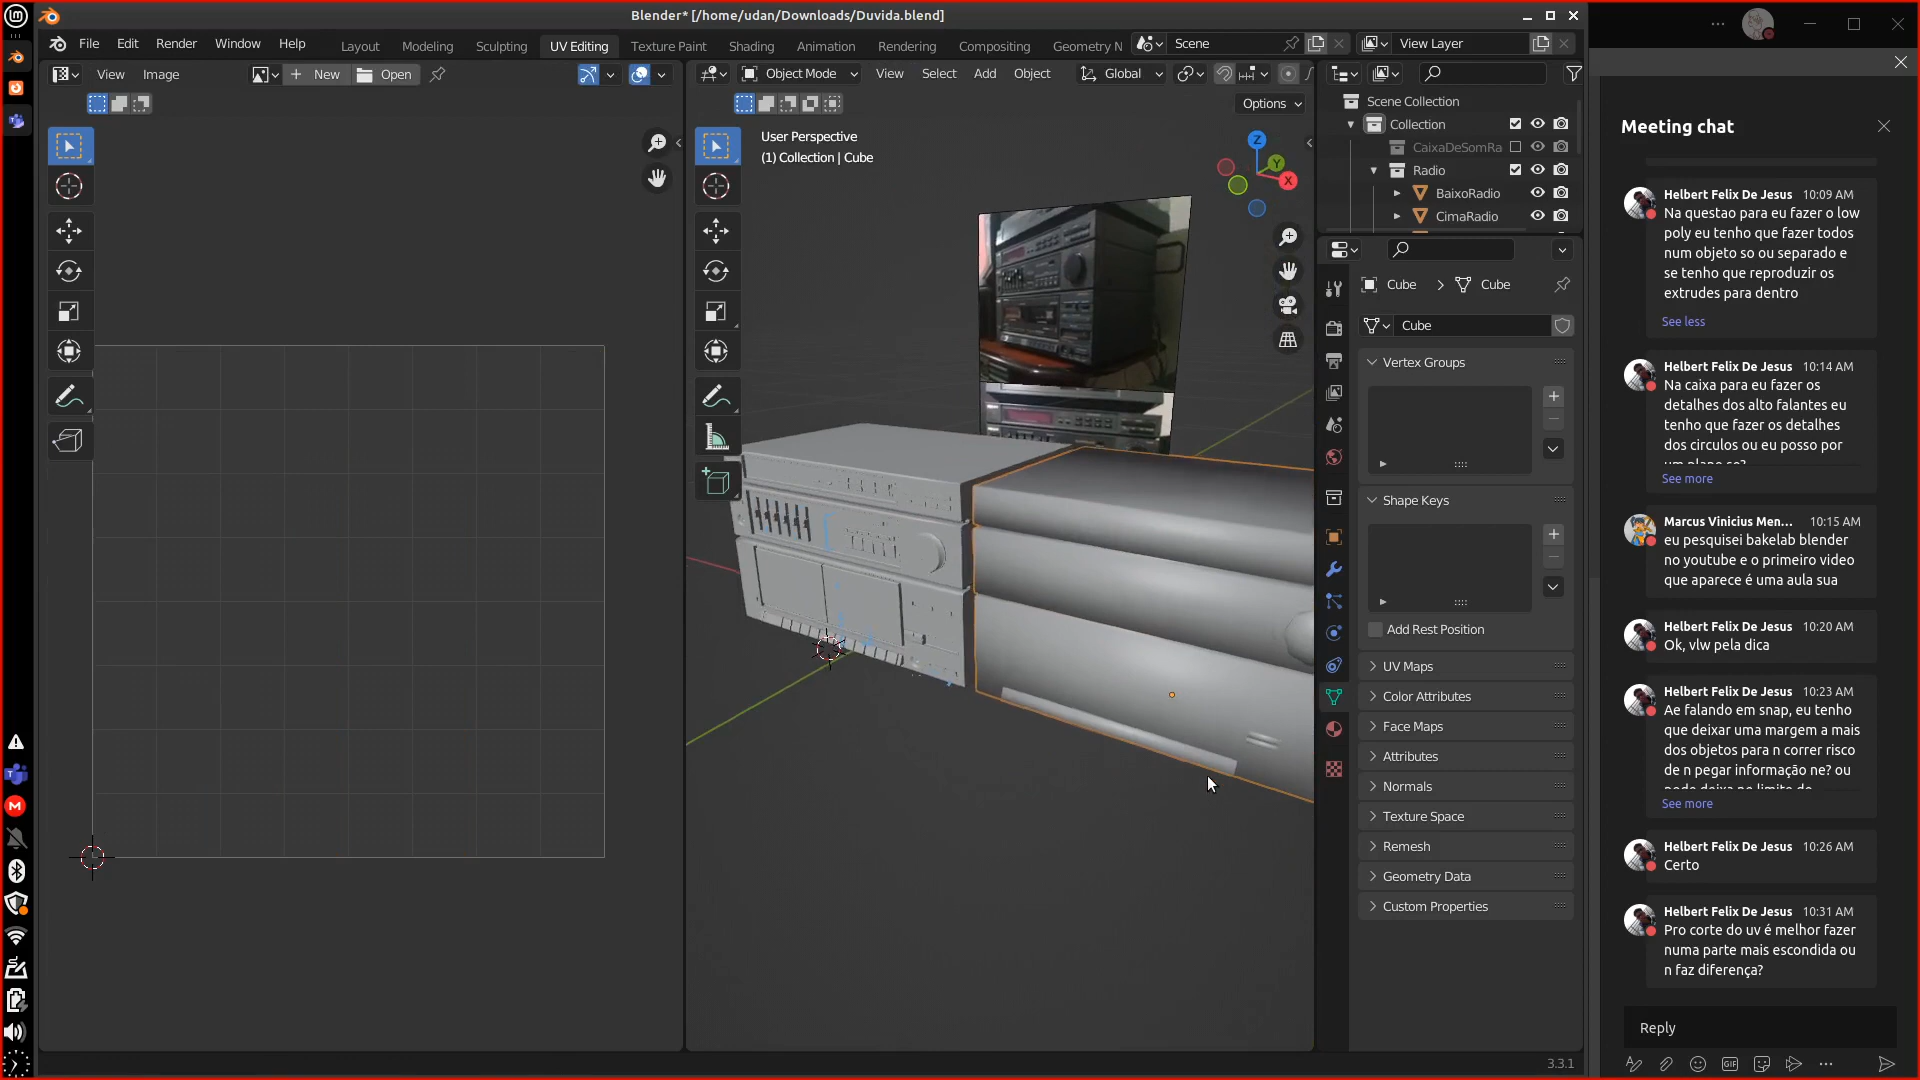 Blender* [/home/udan/Downloads/Duvida.blend]
File Edit Render Window Help
Layout Modeling Sculpting UV Editing Texture Paint Shading Animation Rendering Compositing Geometry N
Scene
View Layer
View Image
New
Open
Object Mode
View Select Add Object
Global
Options
User Perspective
(1) Collection | Cube
Z
Y
X
Scene Collection
Collection
CaixaDeSomRa
Radio
BaixoRadio
CimaRadio
Cube > Cube
Cube
Vertex Groups
Shape Keys
Add Rest Position
UV Maps
Color Attributes
Face Maps
Attributes
Normals
Texture Space
Remesh
Geometry Data
Custom Properties
3.3.1
Meeting chat
Helbert Felix De Jesus 10:09 AM
Na questao para eu fazer o low
poly eu tenho que fazer todos
num objeto so ou separado e
se tenho que reproduzir os
extrudes para dentro
See less
Helbert Felix De Jesus 10:14 AM
Na caixa para eu fazer os
detalhes dos alto falantes eu
tenho que fazer os detalhes
dos circulos ou eu posso por
um plano so?
See more
Marcus Vinicius Men... 10:15 AM
eu pesquisei bakelab blender
no youtube e o primeiro video
que aparece é uma aula sua
Helbert Felix De Jesus 10:20 AM
Ok, vlw pela dica
Helbert Felix De Jesus 10:23 AM
Ae falando em snap, eu tenho
que deixar uma margem a mais
dos objetos para n correr risco
de n pegar informação ne? ou
pode deixa no limite do
See more
Helbert Felix De Jesus 10:26 AM
Certo
Helbert Felix De Jesus 10:31 AM
Pro corte do uv é melhor fazer
numa parte mais escondida ou
n faz diferença?
Reply
GIF